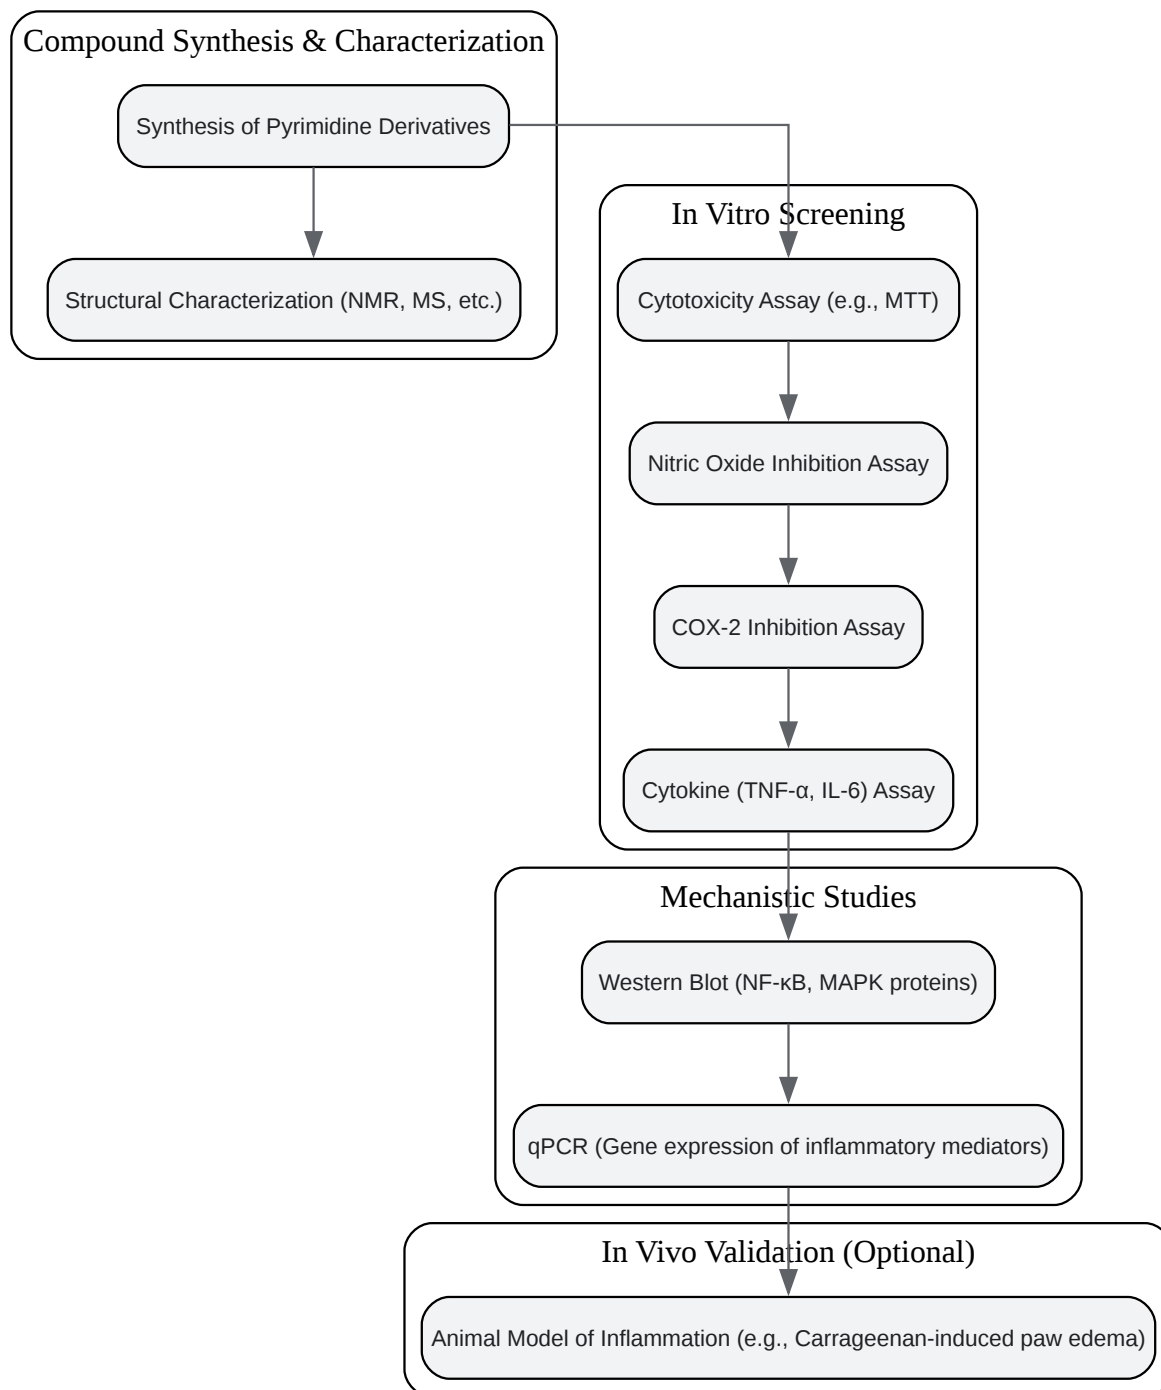 Compound Synthesis & Characterization
Synthesis of Pyrimidine Derivatives
Structural Characterization (NMR, MS, etc.)
In Vitro Screening
Cytotoxicity Assay (e.g., MTT)
Nitric Oxide Inhibition Assay
COX-2 Inhibition Assay
Cytokine (TNF-α, IL-6) Assay
Mechanistic Studies
Western Blot (NF-κB, MAPK proteins)
qPCR (Gene expression of inflammatory mediators)
In Vivo Validation (Optional)
Animal Model of Inflammation (e.g., Carrageenan-induced paw edema)